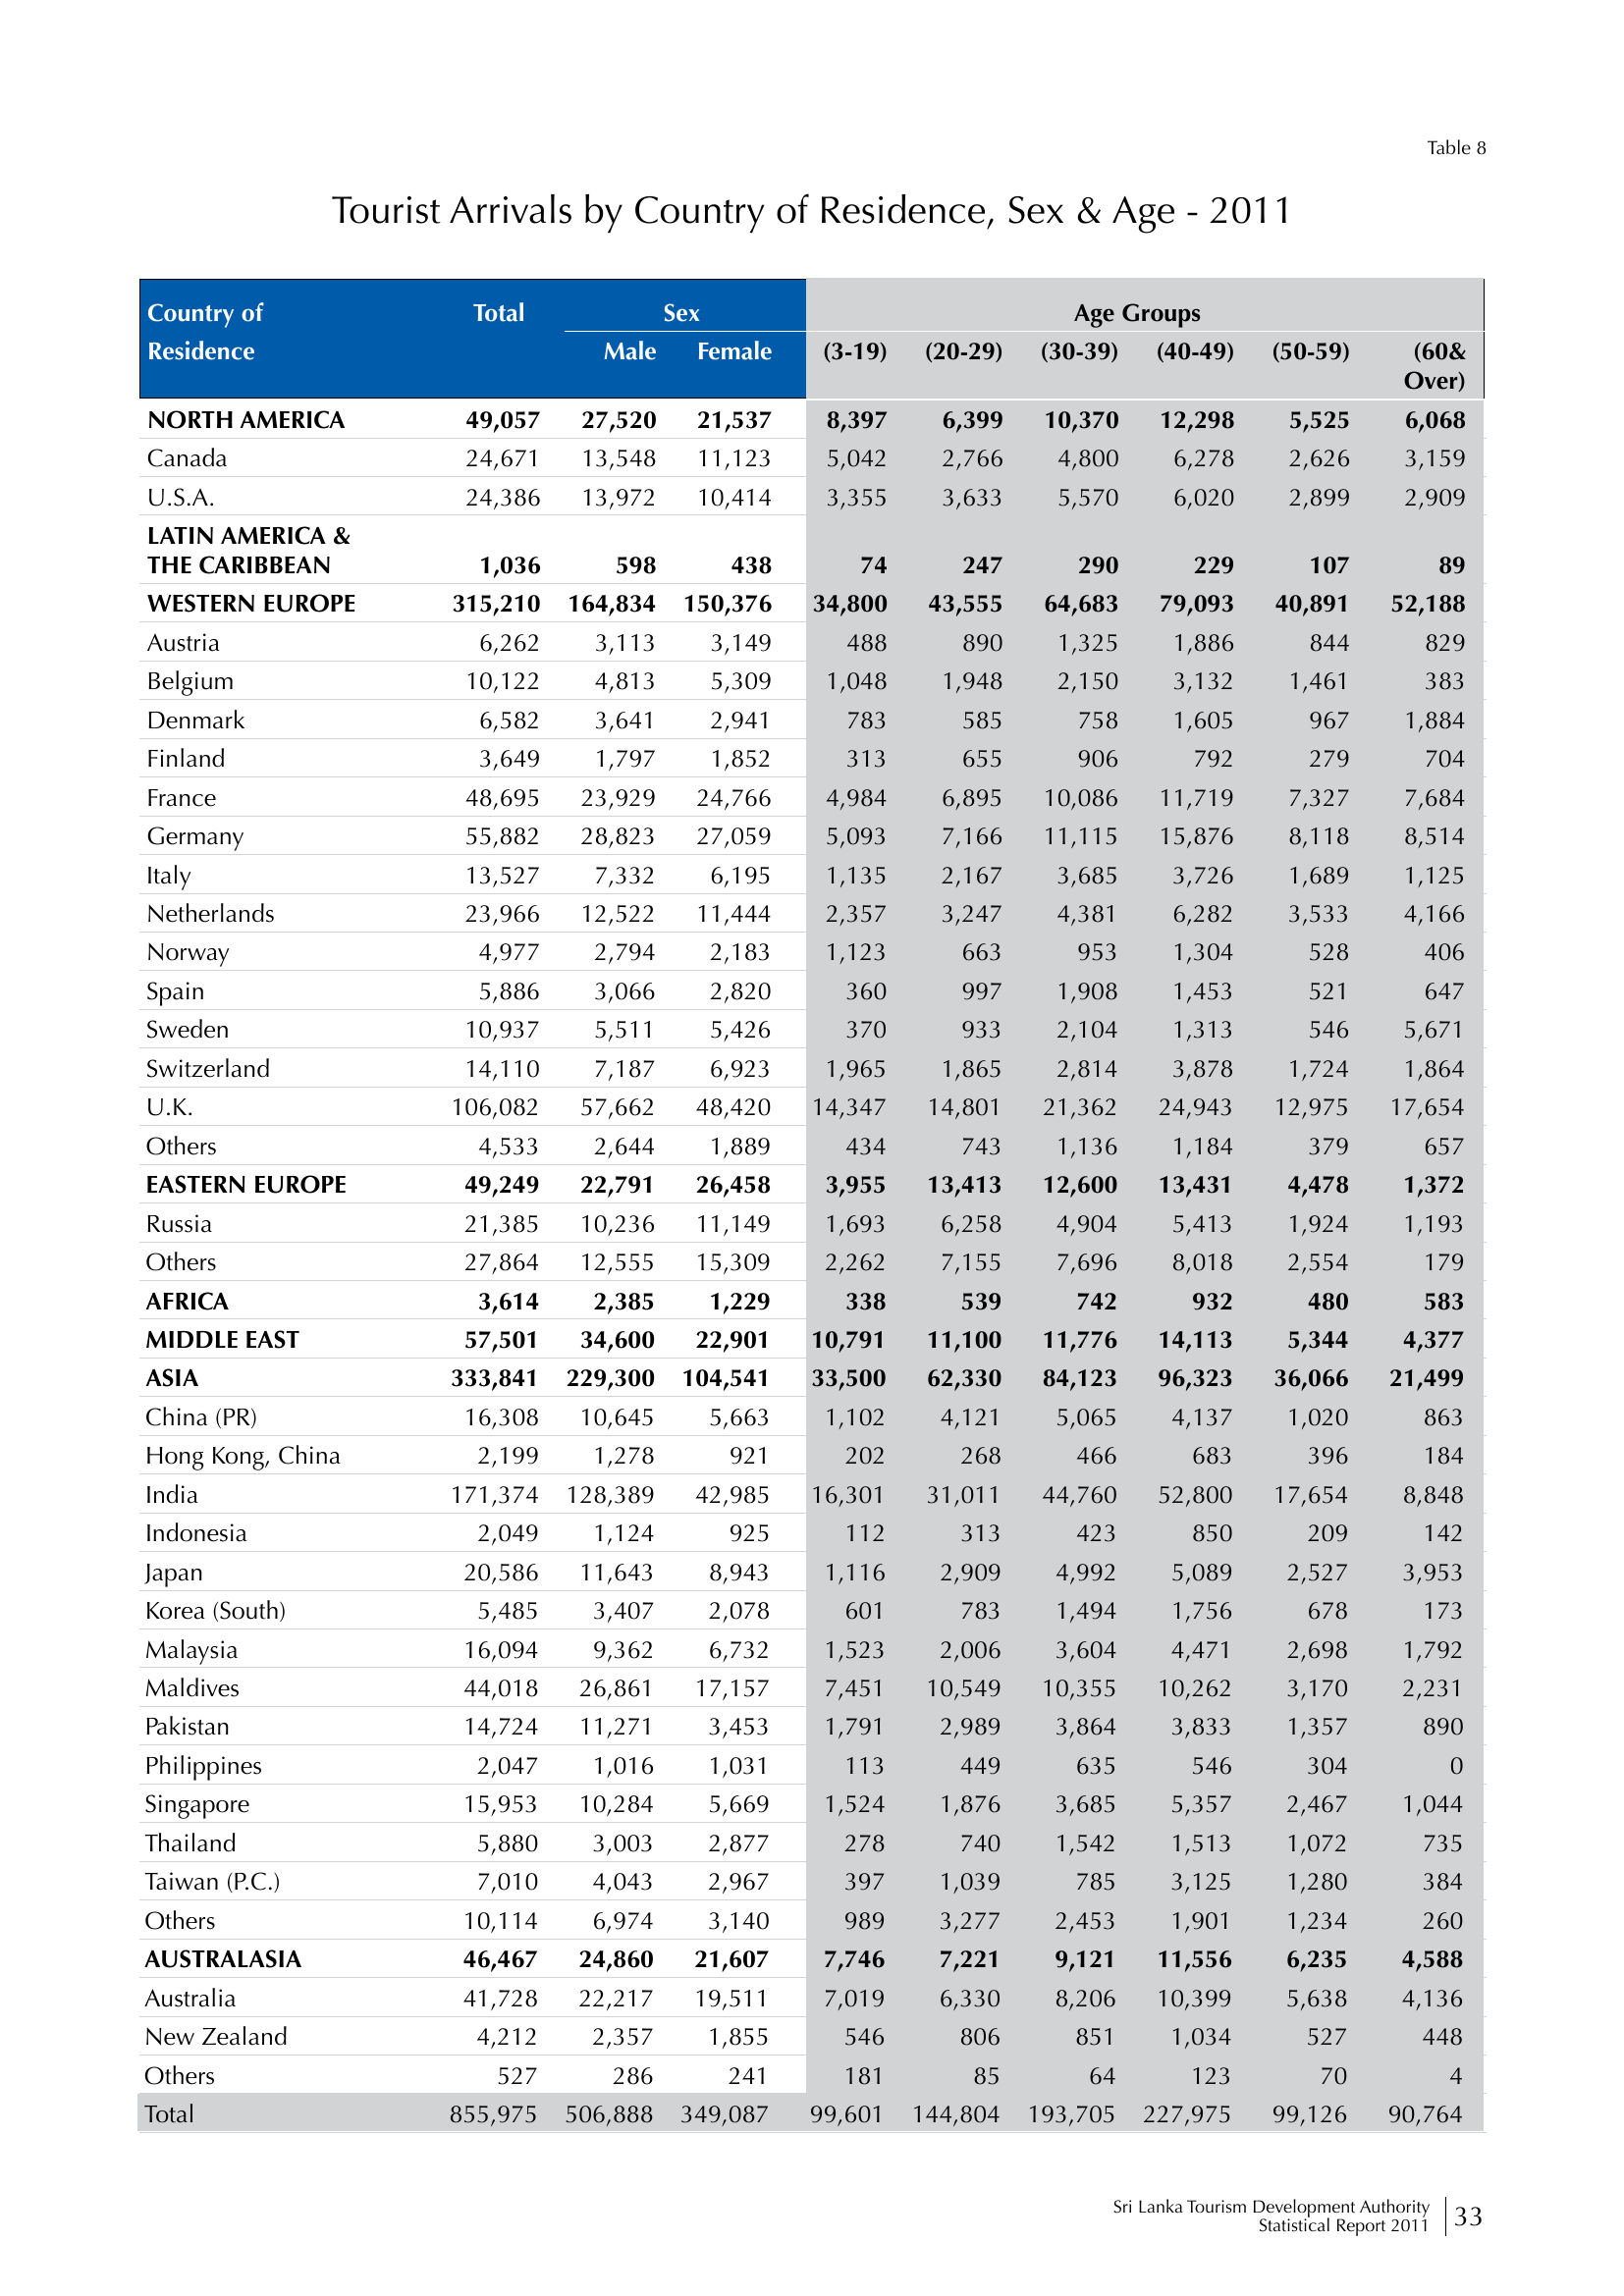 Table 8
Tourist Arrivals by Country of Residence, Sex & Age - 2011
Country of Total Sex Age Groups
Residence Male Female (3-19) (20-29) (30-39) (40-49) (50-59) (60&
Over)
NORTH AMERICA 49,057 27,520 21,537 8,397 6,399 10,370 12,298 5,525 6,068
Canada 24,671 13,548 11,123 5,042 2,766 4,800 6,278 2,626 3,159
U.S.A. 24,386 13,972 10,414 3,355 3,633 5,570 6,020 2,899 2,909
LATIN AMERICA &
THE CARIBBEAN 1,036 598 438 74 247 290 229 107 89
WESTERN EUROPE 315,210 164,834 150,376 34,800 43,555 64,683 79,093 40,891 52,188
Austria 6,262 3,113 3,149 488 890 1,325 1,886 844 829
Belgium 10,122 4,813 5,309 1,048 1,948 2,150 3,132 1,461 383
Denmark 6,582 3,641 2,941 783 585 758 1,605 967 1,884
Finland 3,649 1,797 1,852 313 655 906 792 279 704
France 48,695 23,929 24,766 4,984 6,895 10,086 11,719 7,327 7,684
Germany 55,882 28,823 27,059 5,093 7,166 11,115 15,876 8,118 8,514
Italy 13,527 7,332 6,195 1,135 2,167 3,685 3,726 1,689 1,125
Netherlands 23,966 12,522 11,444 2,357 3,247 4,381 6,282 3,533 4,166
Norway 4,977 2,794 2,183 1,123 663 953 1,304 528 406
Spain 5,886 3,066 2,820 360 997 1,908 1,453 521 647
Sweden 10,937 5,511 5,426 370 933 2,104 1,313 546 5,671
Switzerland 14,110 7,187 6,923 1,965 1,865 2,814 3,878 1,724 1,864
U.K. 106,082 57,662 48,420 14,347 14,801 21,362 24,943 12,975 17,654
Others 4,533 2,644 1,889 434 743 1,136 1,184 379 657
EASTERN EUROPE 49,249 22,791 26,458 3,955 13,413 12,600 13,431 4,478 1,372
Russia 21,385 10,236 11,149 1,693 6,258 4,904 5,413 1,924 1,193
Others 27,864 12,555 15,309 2,262 7,155 7,696 8,018 2,554 179
AFRICA 3,614 2,385 1,229 338 539 742 932 480 583
MIDDLE EAST 57,501 34,600 22,901 10,791 11,100 11,776 14,113 5,344 4,377
ASIA 333,841 229,300 104,541 33,500 62,330 84,123 96,323 36,066 21,499
China (PR) 16,308 10,645 5,663 1,102 4,121 5,065 4,137 1,020 863
Hong Kong, China 2,199 1,278 921 202 268 466 683 396 184
India 171,374 128,389 42,985 16,301 31,011 44,760 52,800 17,654 8,848
Indonesia 2,049 1,124 925 112 313 423 850 209 142
Japan 20,586 11,643 8,943 1,116 2,909 4,992 5,089 2,527 3,953
Korea (South) 5,485 3,407 2,078 601 783 1,494 1,756 678 173
Malaysia 16,094 9,362 6,732 1,523 2,006 3,604 4,471 2,698 1,792
Maldives 44,018 26,861 17,157 7,451 10,549 10,355 10,262 3,170 2,231
Pakistan 14,724 11,271 3,453 1,791 2,989 3,864 3,833 1,357 890
Philippines 2,047 1,016 1,031 113 449 635 546 304 0
Singapore 15,953 10,284 5,669 1,524 1,876 3,685 5,357 2,467 1,044
Thailand 5,880 3,003 2,877 278 740 1,542 1,513 1,072 735
Taiwan (P.C.) 7,010 4,043 2,967 397 1,039 785 3,125 1,280 384
Others 10,114 6,974 3,140 989 3,277 2,453 1,901 1,234 260
AUSTRALASIA 46,467 24,860 21,607 7,746 7,221 9,121 11,556 6,235 4,588
Australia 41,728 22,217 19,511 7,019 6,330 8,206 10,399 5,638 4,136
New Zealand 4,212 2,357 1,855 546 806 851 1,034 527 448
Others 527 286 241 181 85 64 123 70 4
Total 855,975 506,888 349,087 99,601 144,804 193,705 227,975 99,126 90,764
Sri Lanka Tourism Development Authority
Statistical Report 2011 33